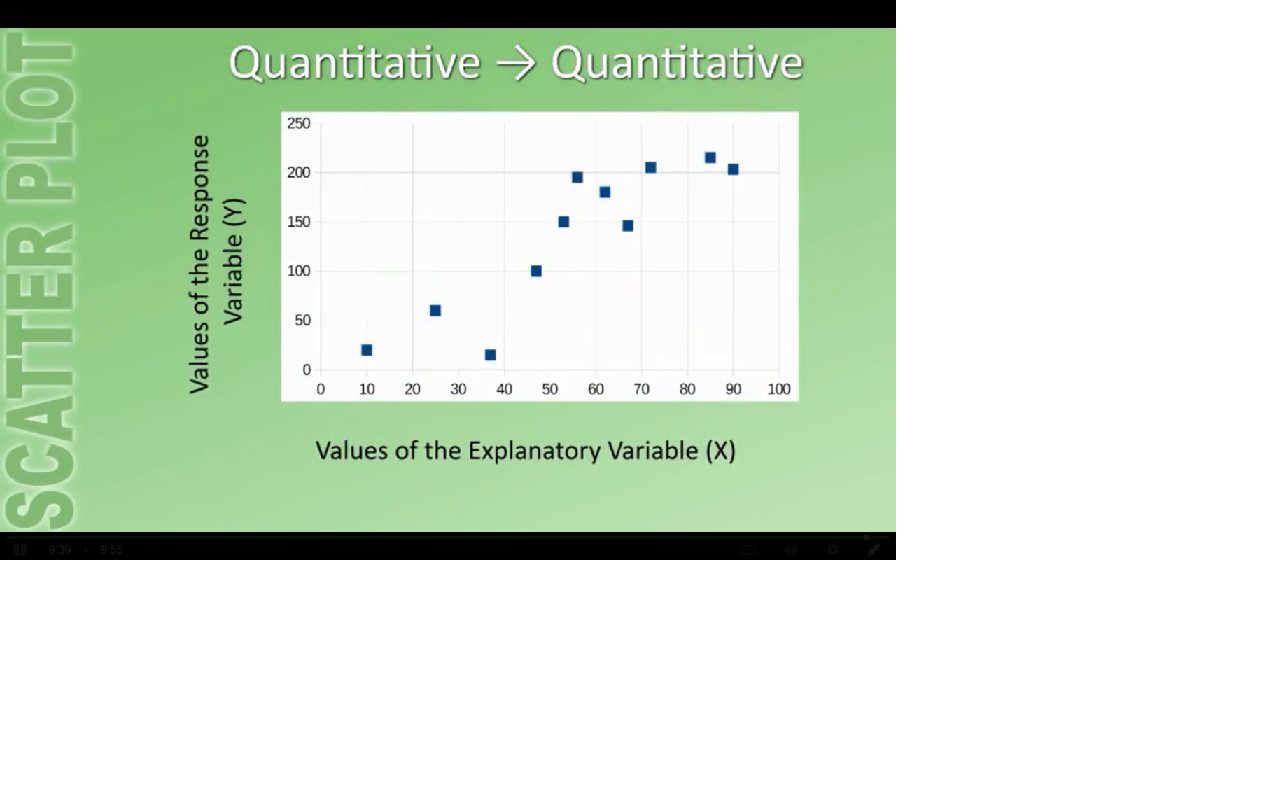 SCATTER PLOT
Quantitative → Quantitative
Values of the Response
Variable (Y)
250
200
150
100
50
0
0 10 20 30 40 50 60 70 80 90 100
Values of the Explanatory Variable (X)
9:39 / 9:55